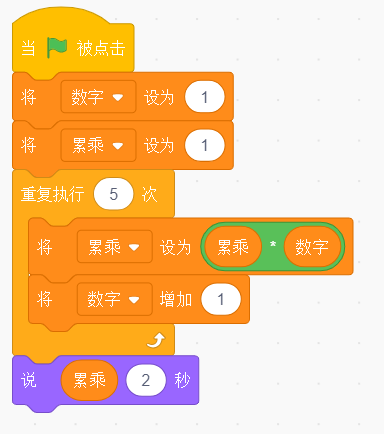 当 被点击
将 数字 设为 1
将 累乘 设为 1
重复执行 5 次
将 累乘 设为 累乘 * 数字
将 数字 增加 1
说 累乘 2 秒